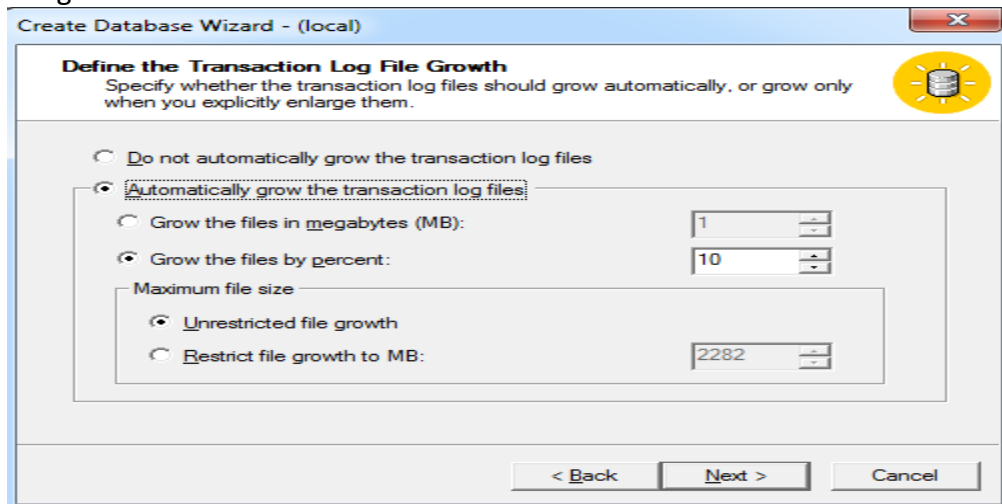 Create Database Wizard - (local)
Define the Transaction Log File Growth
Specify whether the transaction log files should grow automatically, or grow only
when you explicitly enlarge them.
Do not automatically grow the transaction log files
Automatically grow the transaction log files
Grow the files in megabytes (MB): 1
Grow the files by percent: 10
Maximum file size
Unrestricted file growth
Restrict file growth to MB: 2282
< Back Next > Cancel